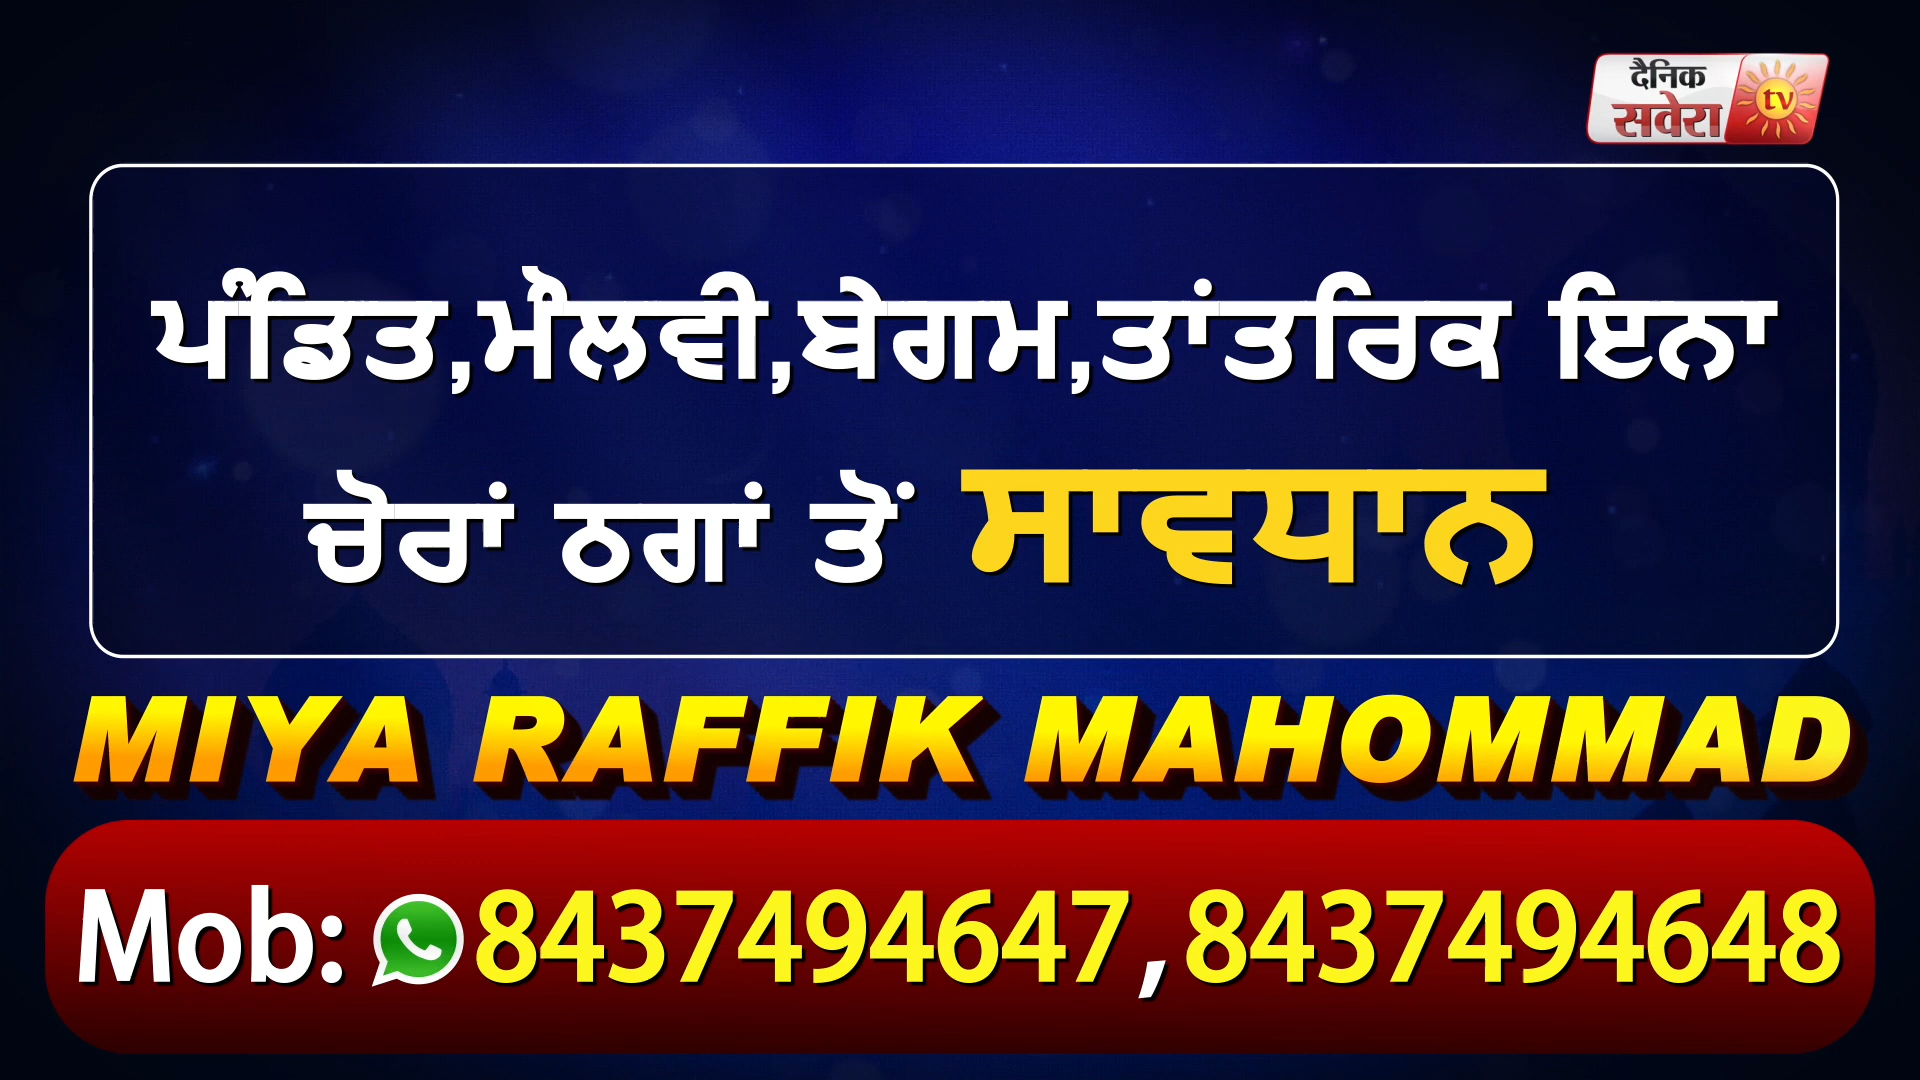 दैनिक
सवेरा tv
ਪੰਡਿਤ,ਮੌਲਵੀ,ਬੇਗਮ,ਤਾਂਤਰਿਕ ਇਨਾ
ਚੋਰਾਂ ਠਗਾਂ ਤੋਂ ਸਾਵਧਾਨ
MIYA RAFFIK MAHOMMAD
Mob: 8437494647, 8437494648